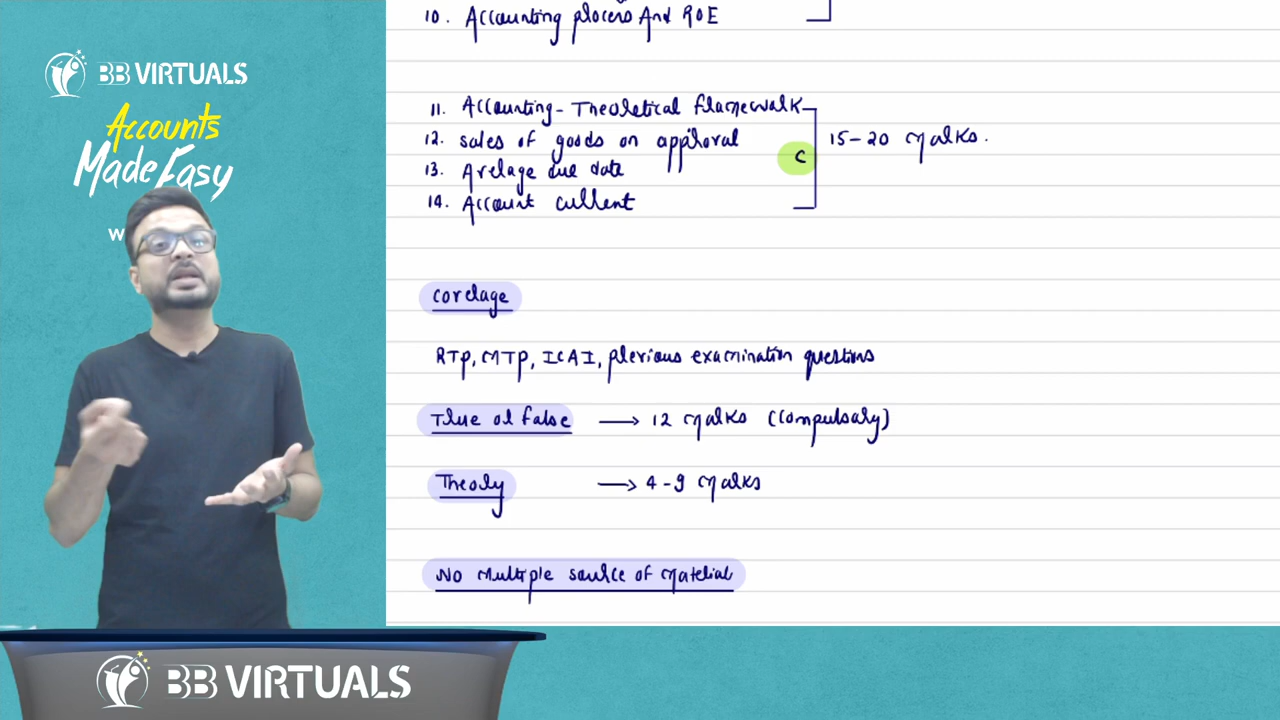 BB VIRTUALS
Accounts
Made Easy
w
10. Accounting process And ROE
11. Accounting - Theoretical framework
12. sales of goods on approval
13. Average due date
14. Account current
C
15-20 marks.
Coverage
RTP, MTP, ICAI, previous examination questions
True or false → 12 marks (compulsary)
Theory → 4-9 marks
No multiple source of material
BB VIRTUALS